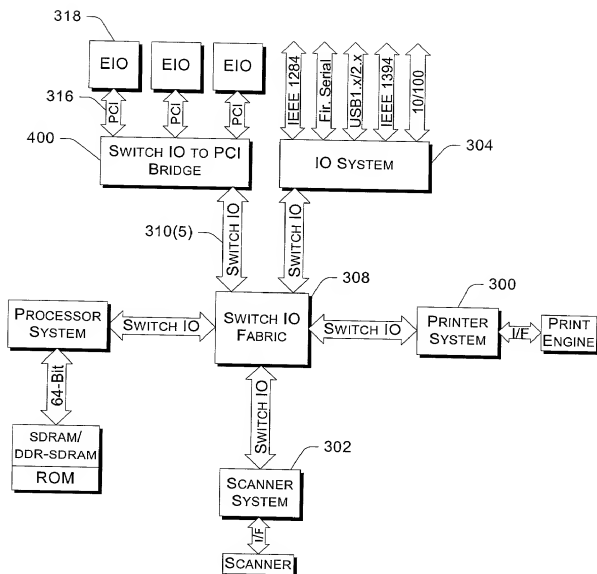 318
EIO EIO EIO
316
PCI PCI PCI
IEEE 1284
Fir. Serial
USB1.x/2.x
IEEE 1394
10/100
400
SWITCH IO TO PCI
BRIDGE
IO SYSTEM
304
310(5)
SWITCH IO
SWITCH IO
308
PROCESSOR
SYSTEM
SWITCH IO
SWITCH IO
FABRIC
SWITCH IO
300
PRINTER
SYSTEM
I/F
PRINT
ENGINE
64-Bit
SDRAM/
DDR-SDRAM
ROM
SWITCH IO
302
SCANNER
SYSTEM
I/F
SCANNER